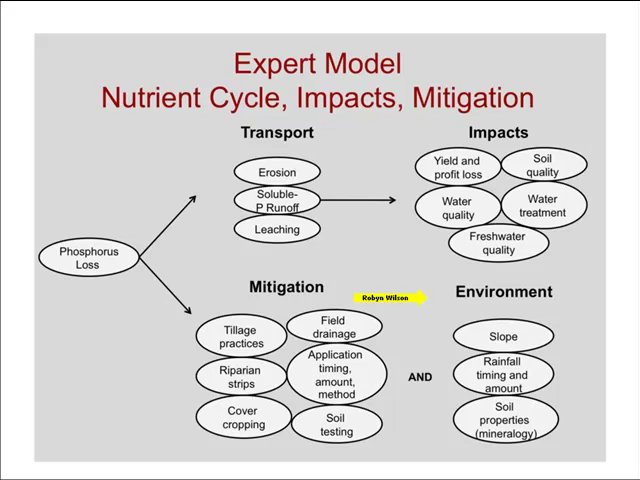 Expert Model
Nutrient Cycle, Impacts, Mitigation
Transport
Impacts
Erosion
Soluble-
P Runoff
Leaching
Yield and
profit loss
Soil
quality
Water
quality
Water
treatment
Freshwater
quality
Phosphorus
Loss
Mitigation
Robyn Wilson
Environment
Tillage
practices
Field
drainage
Riparian
strips
Application
timing,
amount,
method
Cover
cropping
Soil
testing
AND
Slope
Rainfall
timing and
amount
Soil
properties
(mineralogy)